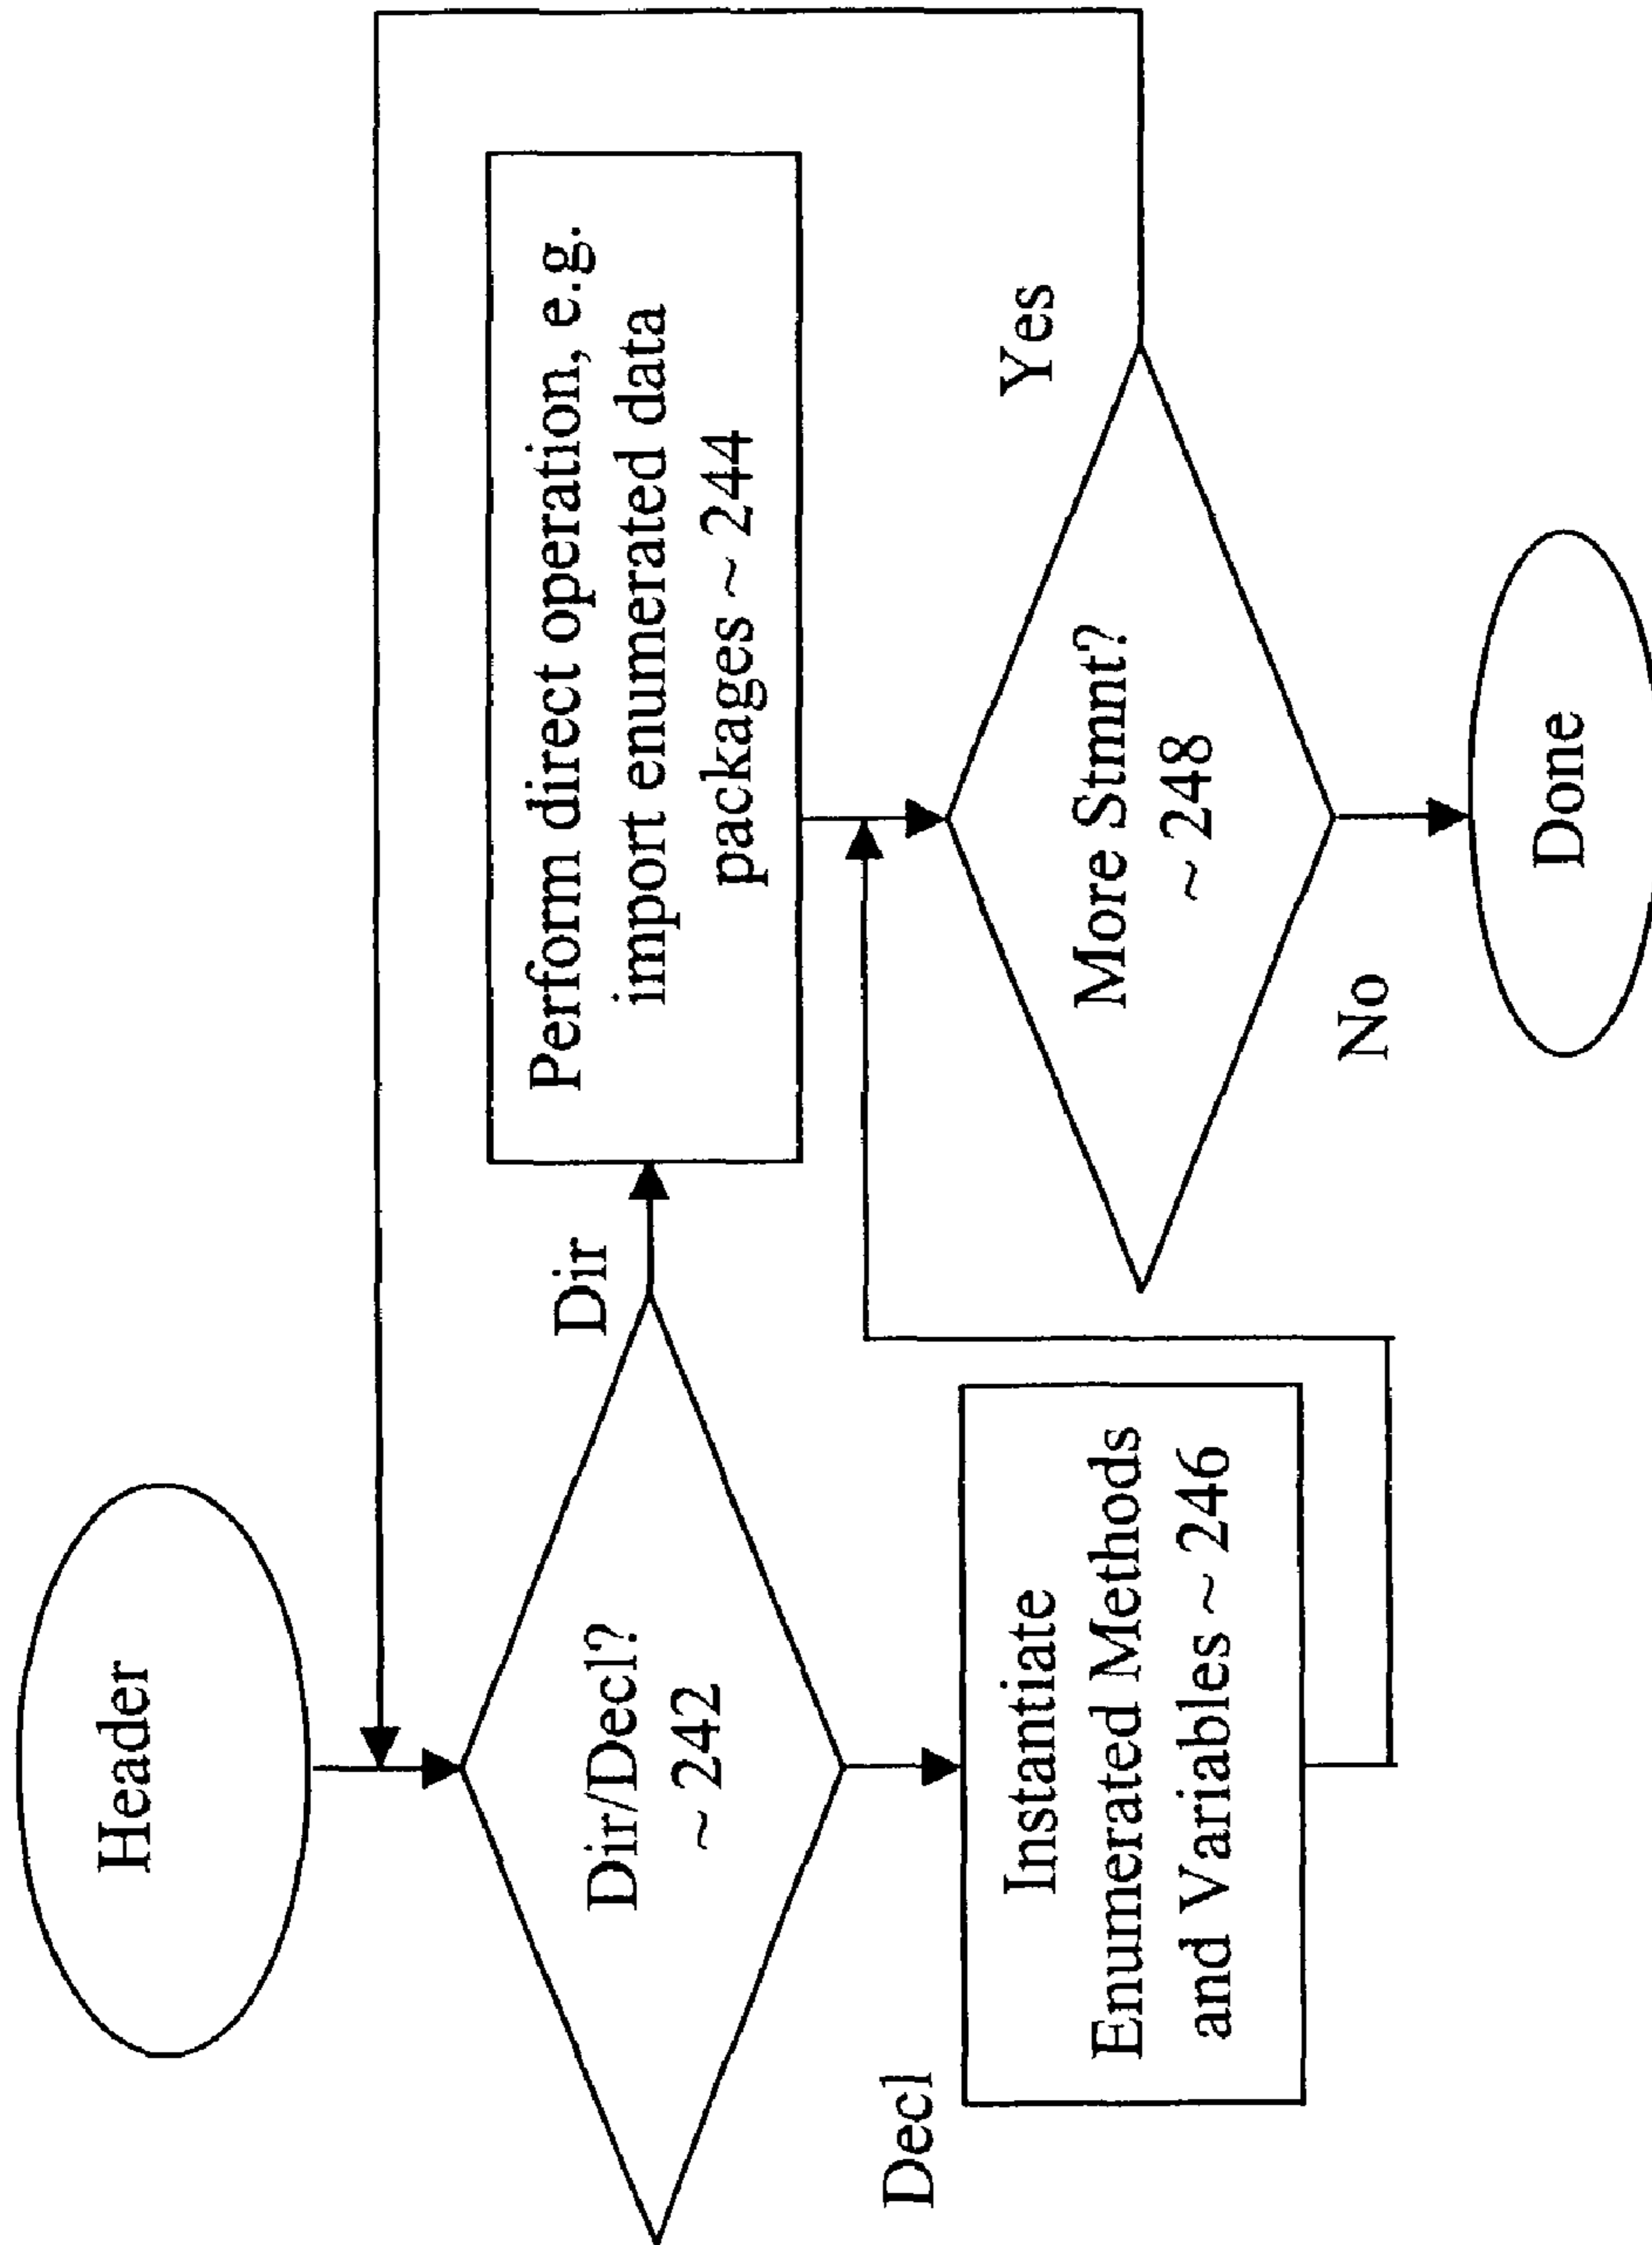 Header
Dir/Decl?
~ 242
Dir
Perform direct operation, e.g.
import enumerated data
packages ~ 244
Decl
Instantiate
Enumerated Methods
and Variables ~ 246
More Stmnt?
~ 248
Yes
No
Done